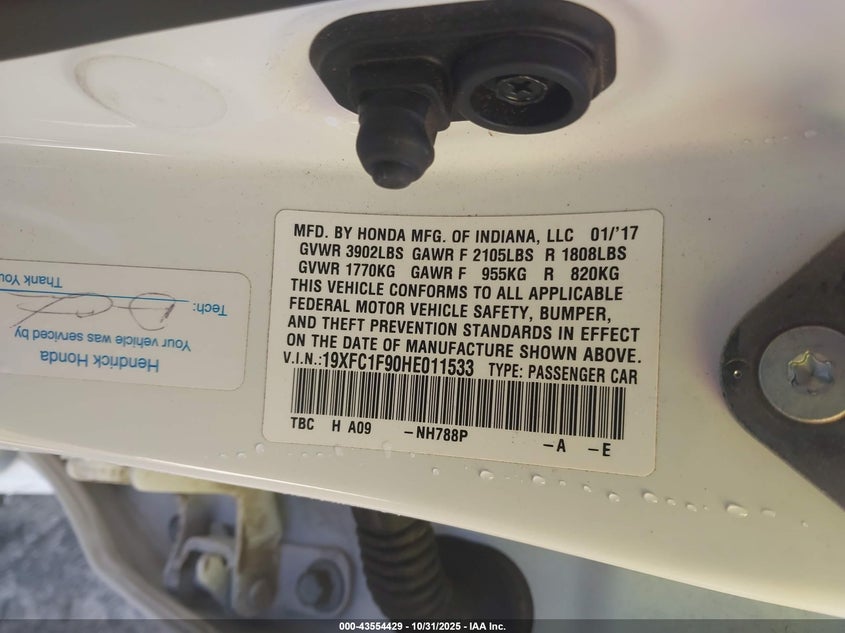 MFD. BY HONDA MFG. OF INDIANA, LLC 01/'17
GVWR 3902LBS GAWR F 2105LBS R 1808LBS
GVWR 1770KG GAWR F 955KG R 820KG
THIS VEHICLE CONFORMS TO ALL APPLICABLE
FEDERAL MOTOR VEHICLE SAFETY, BUMPER,
AND THEFT PREVENTION STANDARDS IN EFFECT
ON THE DATE OF MANUFACTURE SHOWN ABOVE.
V.I.N.:19XFC1F90HE011533 TYPE: PASSENGER CAR
TBC H A09 -NH788P -A -E
Hendrick Honda
Your vehicle was serviced by
Tech:
Thank You
000-43554429 - 10/31/2025 - IAA Inc.